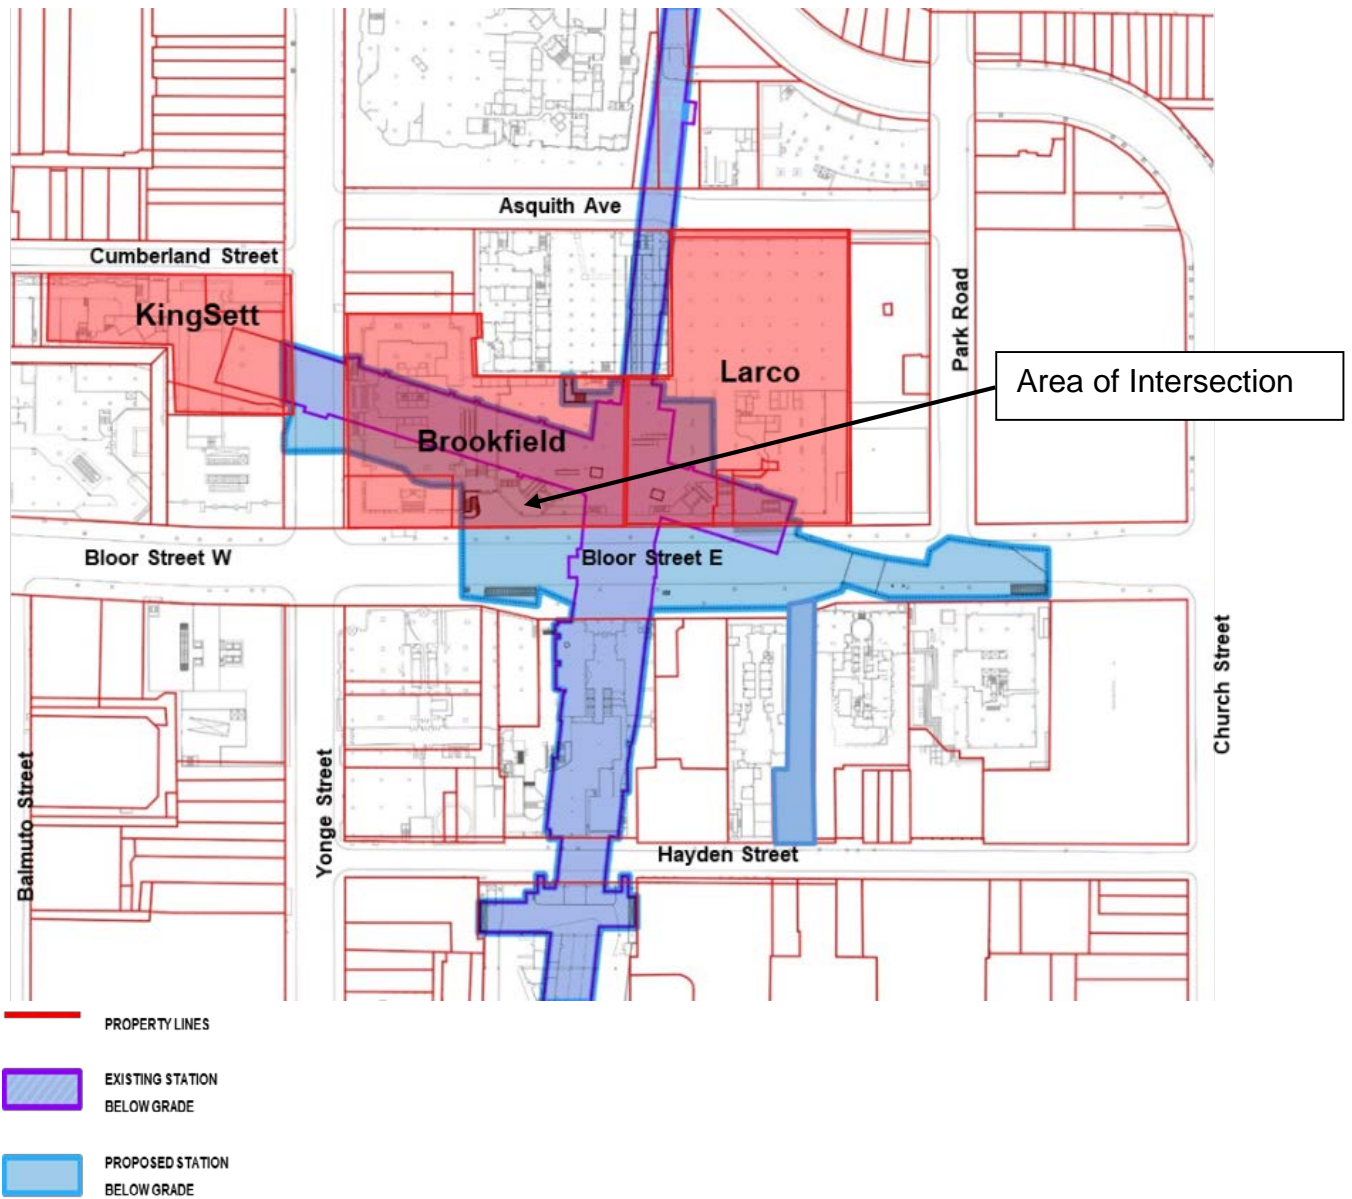 Asquith Ave
Cumberland Street
KingSett
Park Road
Larco
Area of Intersection
Brookfield
Bloor Street W
Bloor Street E
Church Street
Balmuto Street
Yonge Street
Hayden Street
PROPERTY LINES
EXISTING STATION
BELOW GRADE
PROPOSED STATION
BELOW GRADE